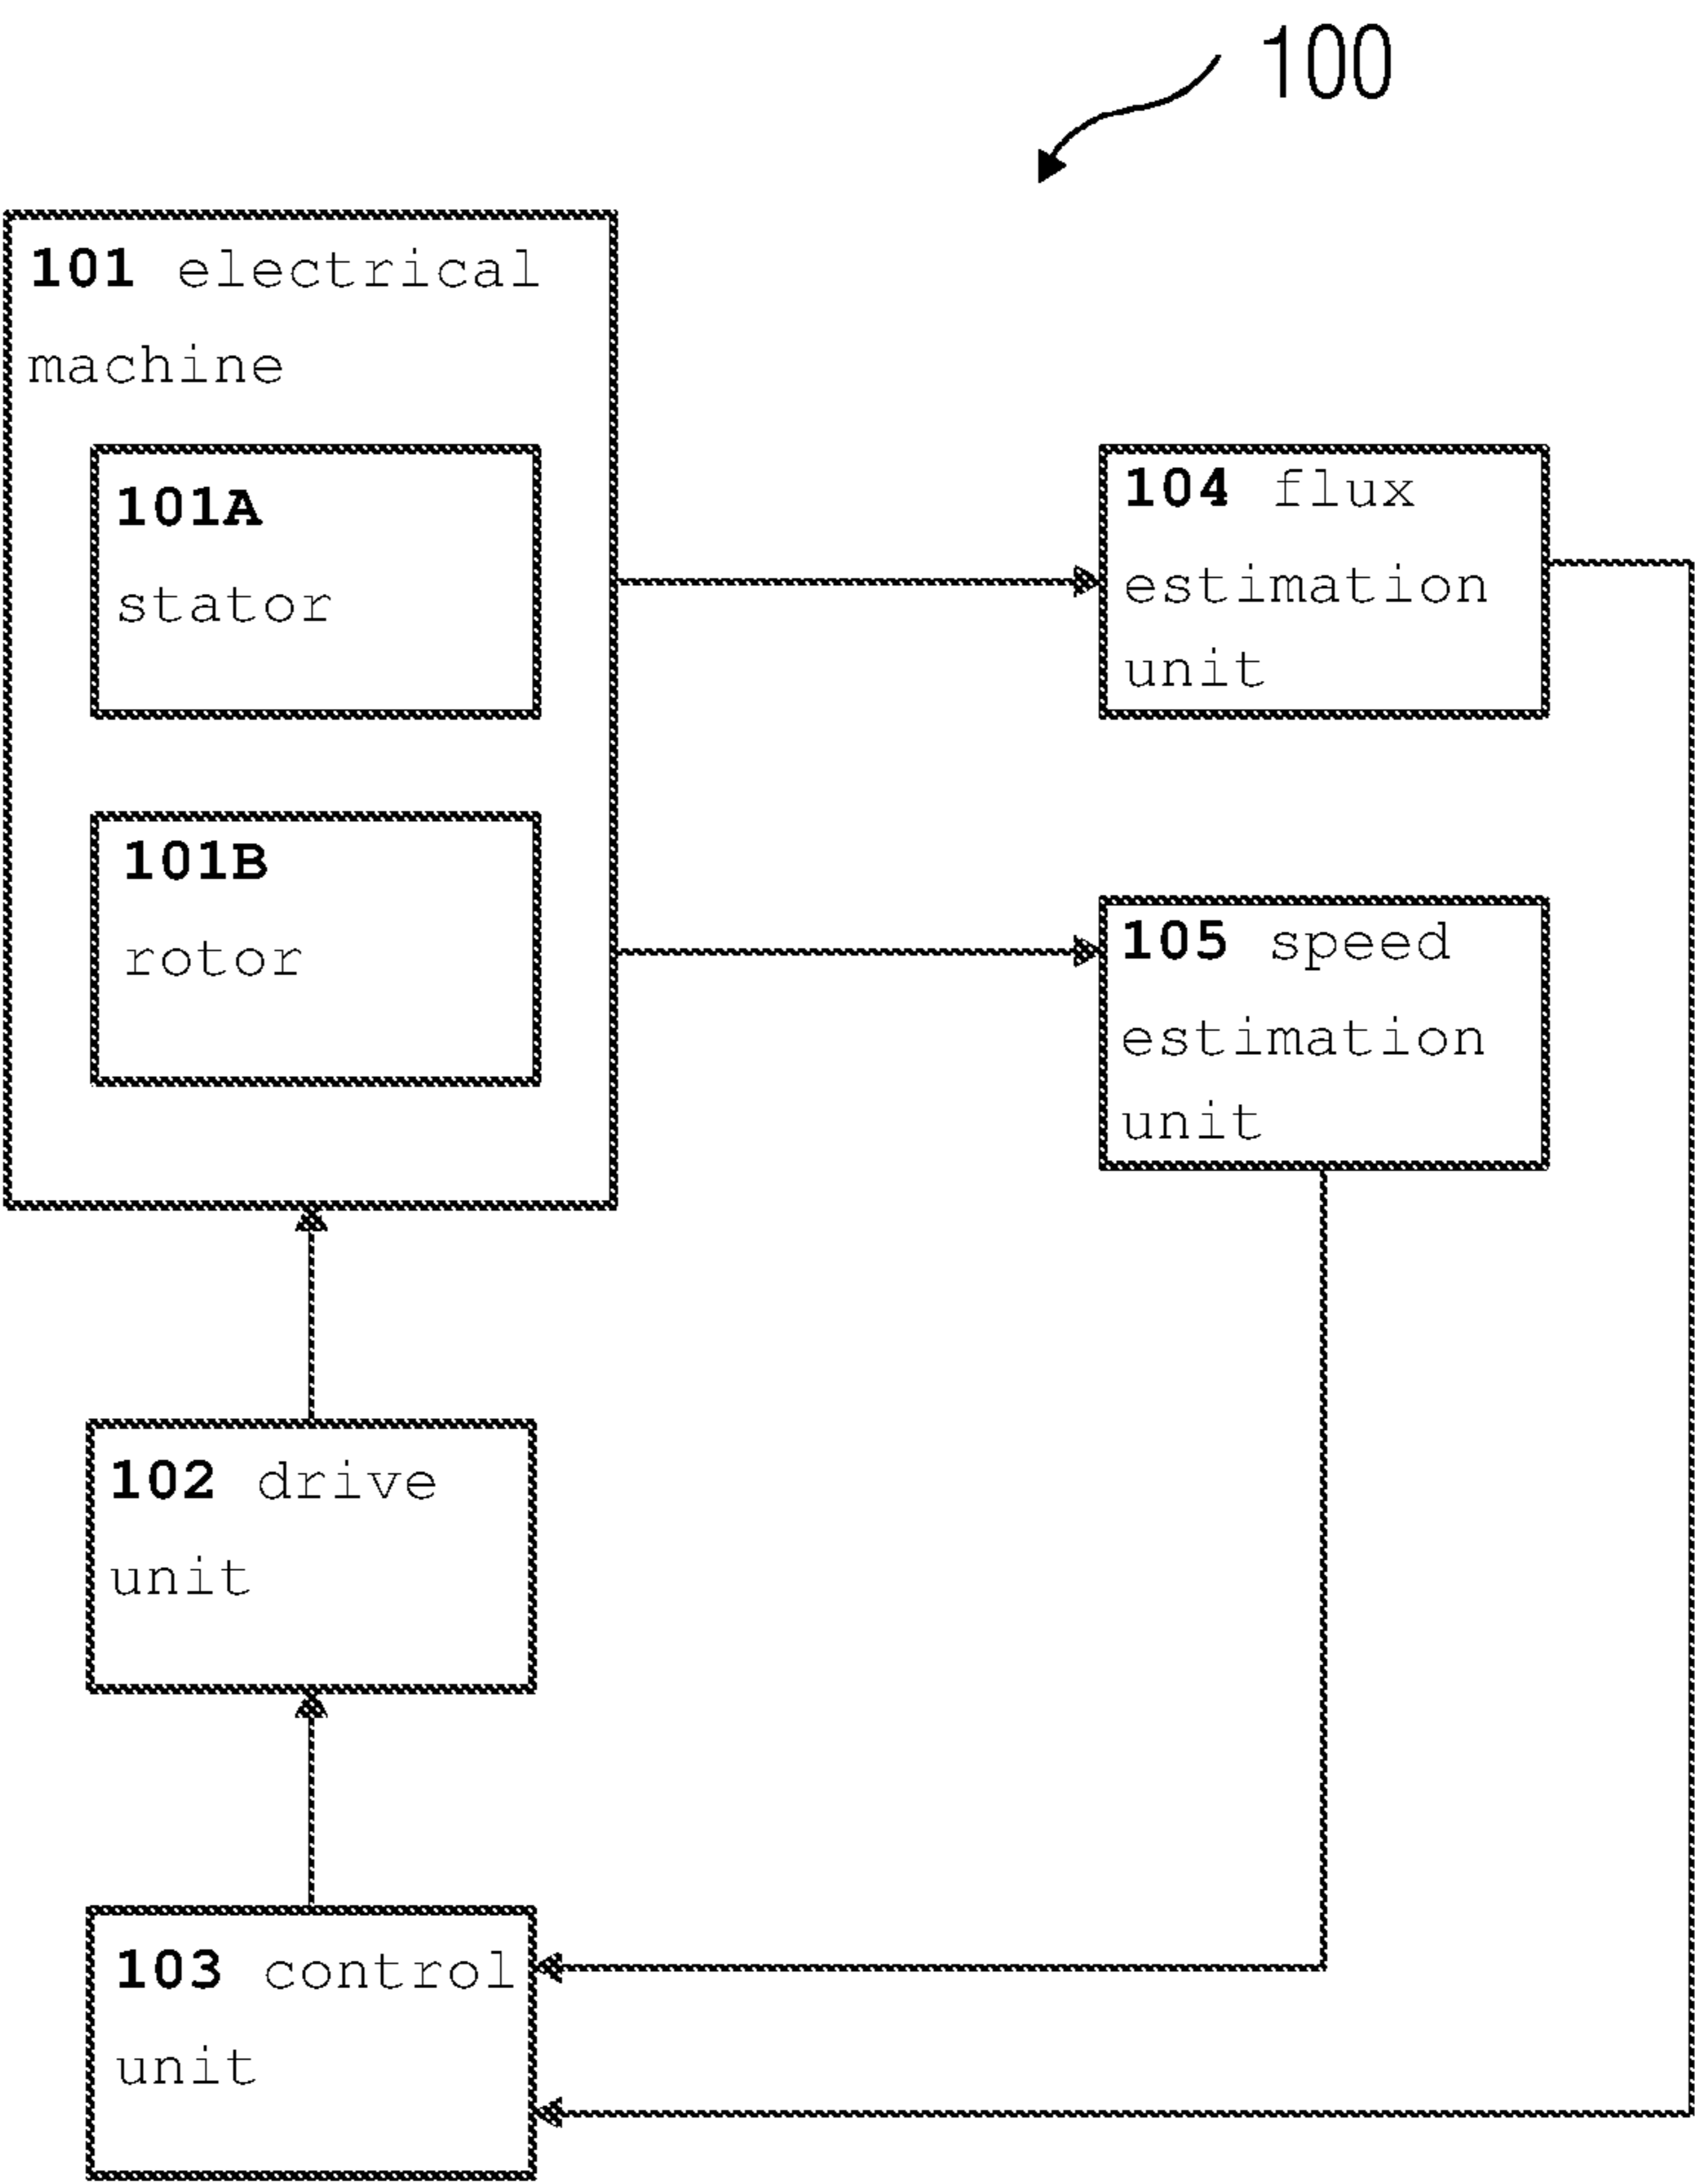 100
101 electrical
machine
101A
stator
101B
rotor
104 flux
estimation
unit
105 speed
estimation
unit
102 drive
unit
103 control
unit